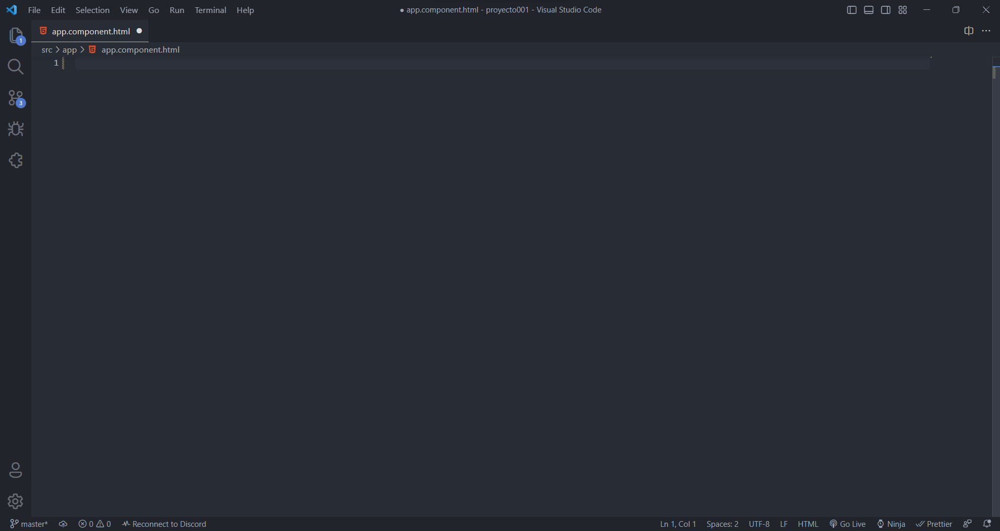 File Edit Selection View Go Run Terminal Help
● app.component.html - proyecto001 - Visual Studio Code
app.component.html
1
src > app > app.component.html
1
3
master* 0 0 Reconnect to Discord
Ln 1, Col 1 Spaces: 2 UTF-8 LF HTML Go Live Ninja Prettier